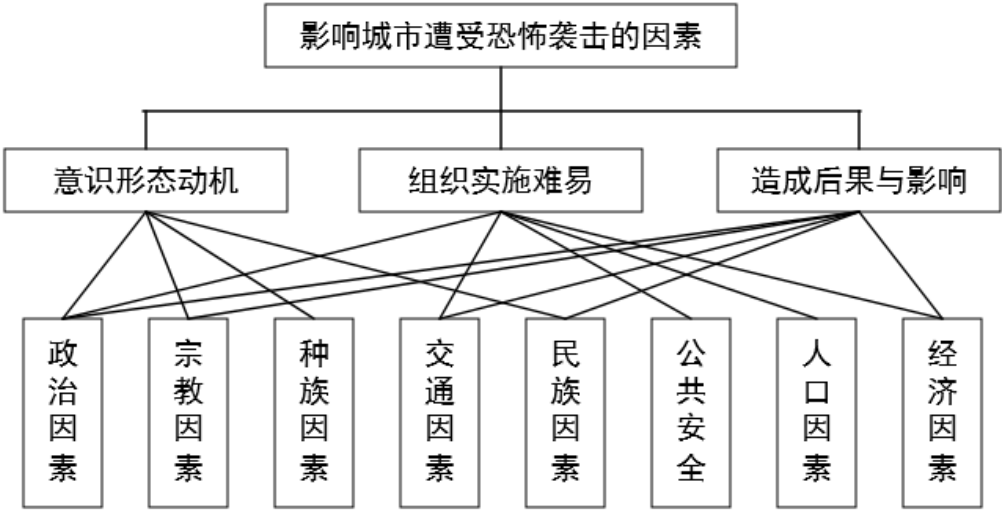 影响城市遭受恐怖袭击的因素
意识形态动机
组织实施难易
造成后果与影响
政治因素
宗教因素
种族因素
交通因素
民族因素
公共安全
人口因素
经济因素